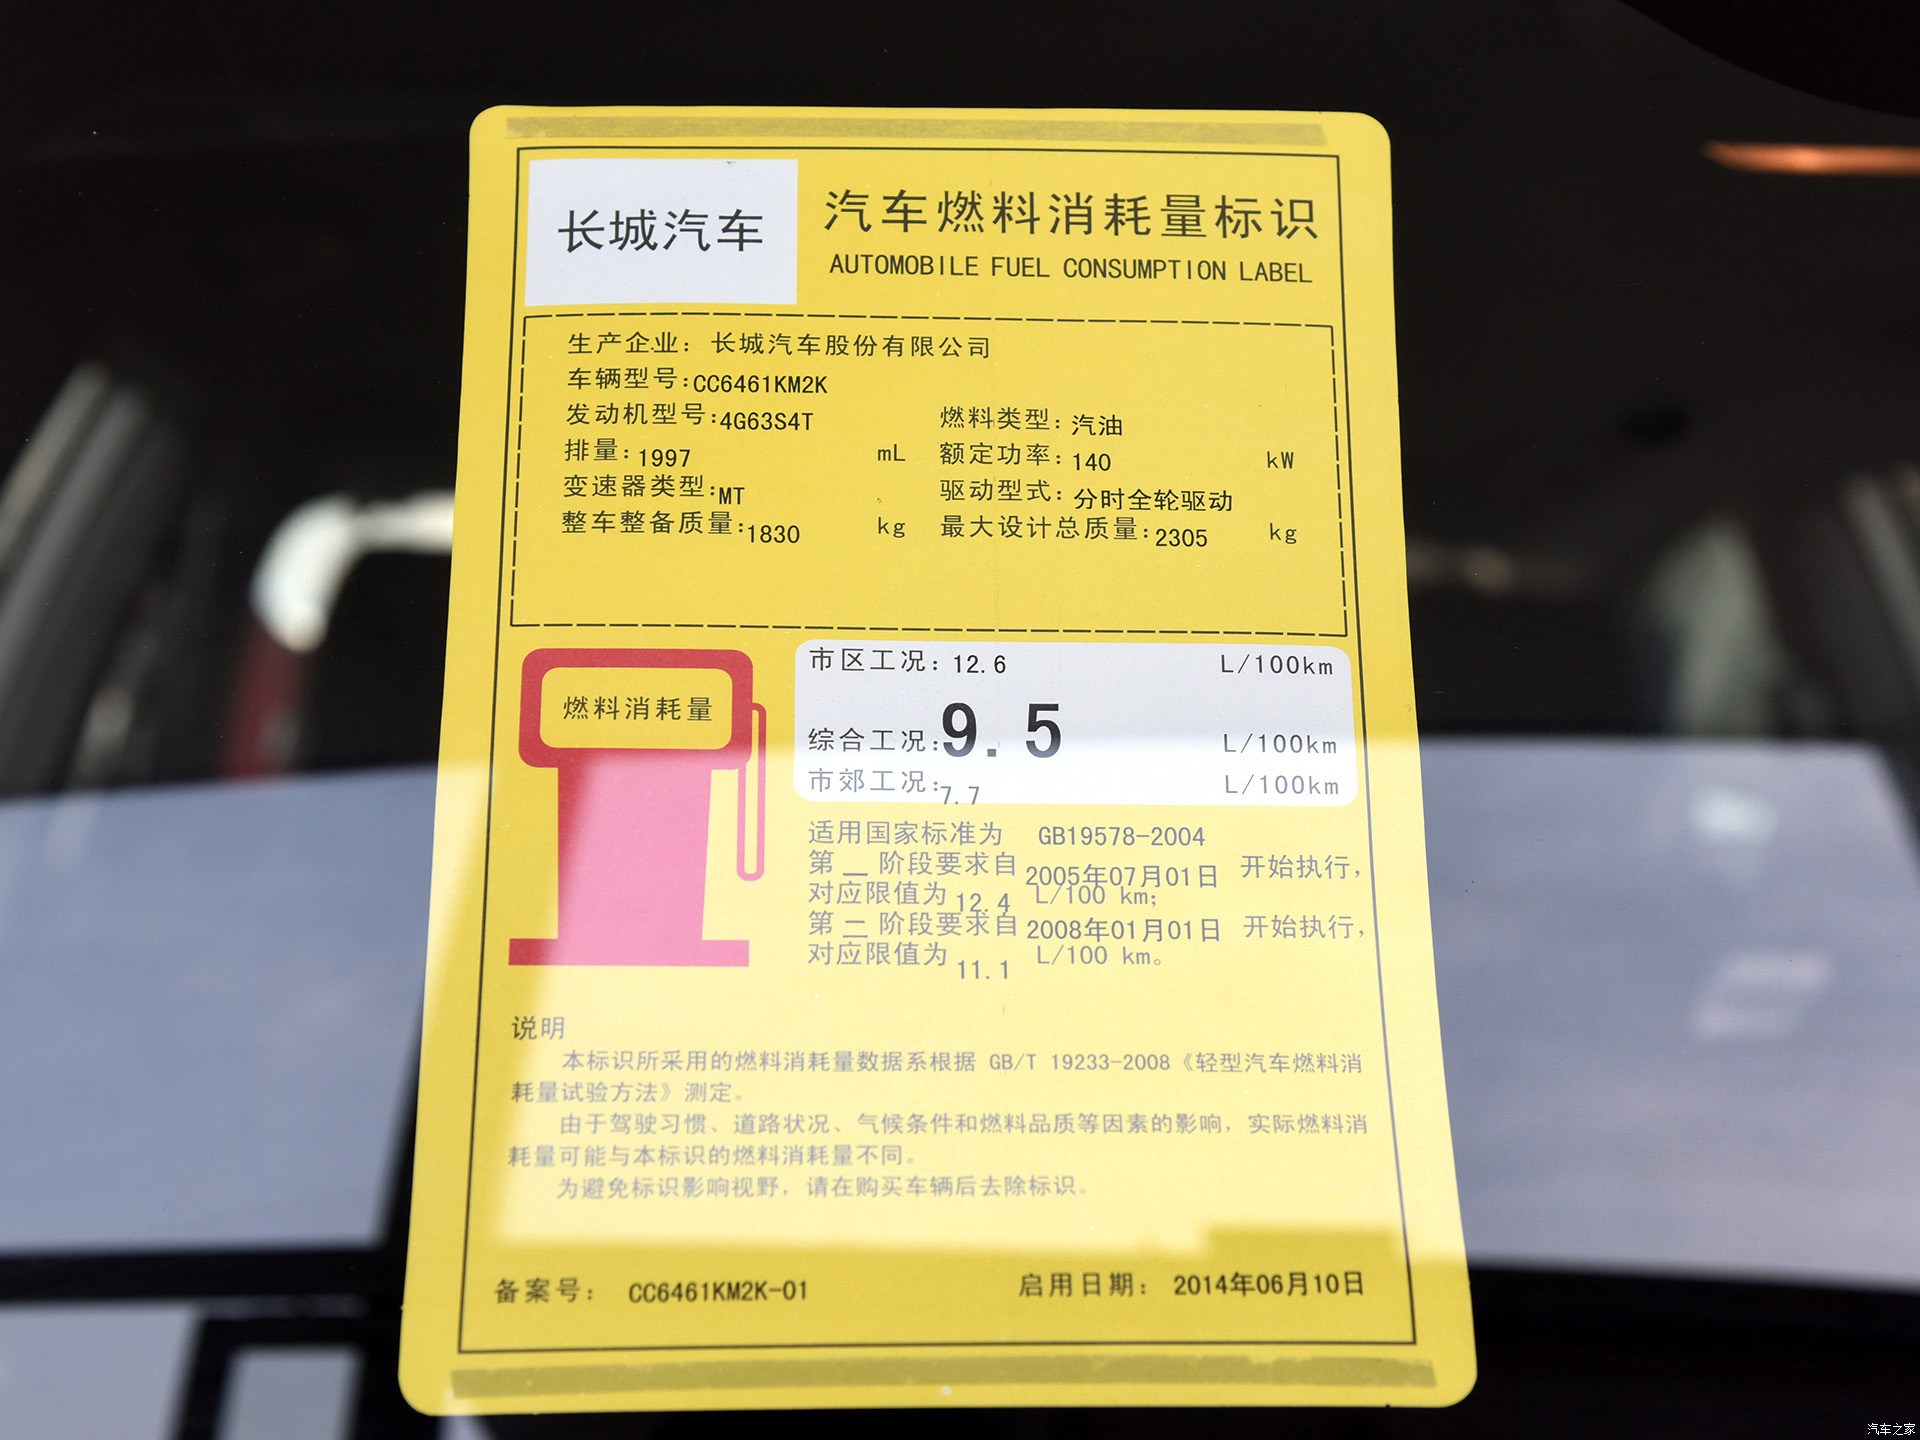 长城汽车
汽车燃料消耗量标识
AUTOMOBILE FUEL CONSUMPTION LABEL
生产企业：长城汽车股份有限公司
车辆型号:CC6461KM2K
发动机型号:4G63S4T 燃料类型:汽油
排量:1997 mL 额定功率:140 kW
变速器类型:MT 驱动型式:分时全轮驱动
整车整备质量:1830 kg 最大设计总质量:2305 kg
燃料消耗量
市区工况:12.6 L/100km
综合工况:9.5 L/100km
市郊工况:7.7 L/100km
适用国家标准为 GB19578-2004
第一阶段要求自2005年07月01日 开始执行,
对应限值为12.4 L/100 km;
第二阶段要求自2008年01月01日 开始执行,
对应限值为11.1 L/100 km。
说明
本标识所采用的燃料消耗量数据系根据 GB/T 19233-2008《轻型汽车燃料消
耗量试验方法》测定。
由于驾驶习惯、道路状况、气候条件和燃料品质等因素的影响，实际燃料消
耗量可能与本标识的燃料消耗量不同。
为避免标识影响视野，请在购买车辆后去除标识。
备案号： CC6461KM2K-01 启用日期： 2014年06月10日
汽车之家